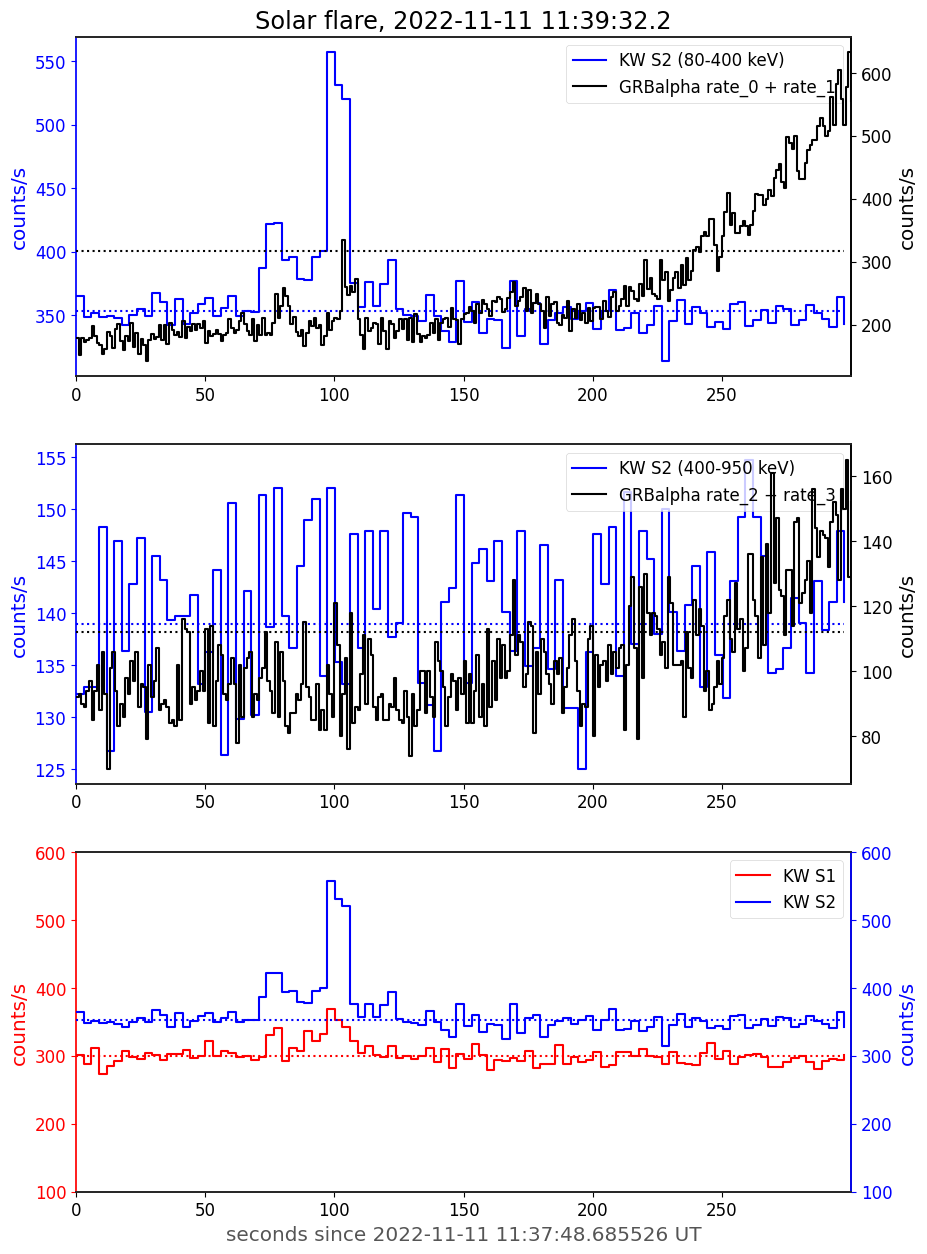 Solar flare, 2022-11-11 11:39:32.2
550
500
450
400
350
counts/s
KW S2 (80-400 keV)
GRBalpha rate_0 + rate_1
600
500
400
300
200
counts/s
0 50 100 150 200 250
155
150
145
140
135
130
125
counts/s
KW S2 (400-950 keV)
GRBalpha rate_2 + rate_3
160
140
120
100
80
counts/s
0 50 100 150 200 250
600
500
400
300
200
100
counts/s
KW S1
KW S2
600
500
400
300
200
100
counts/s
0 50 100 150 200 250
seconds since 2022-11-11 11:37:48.685526 UT